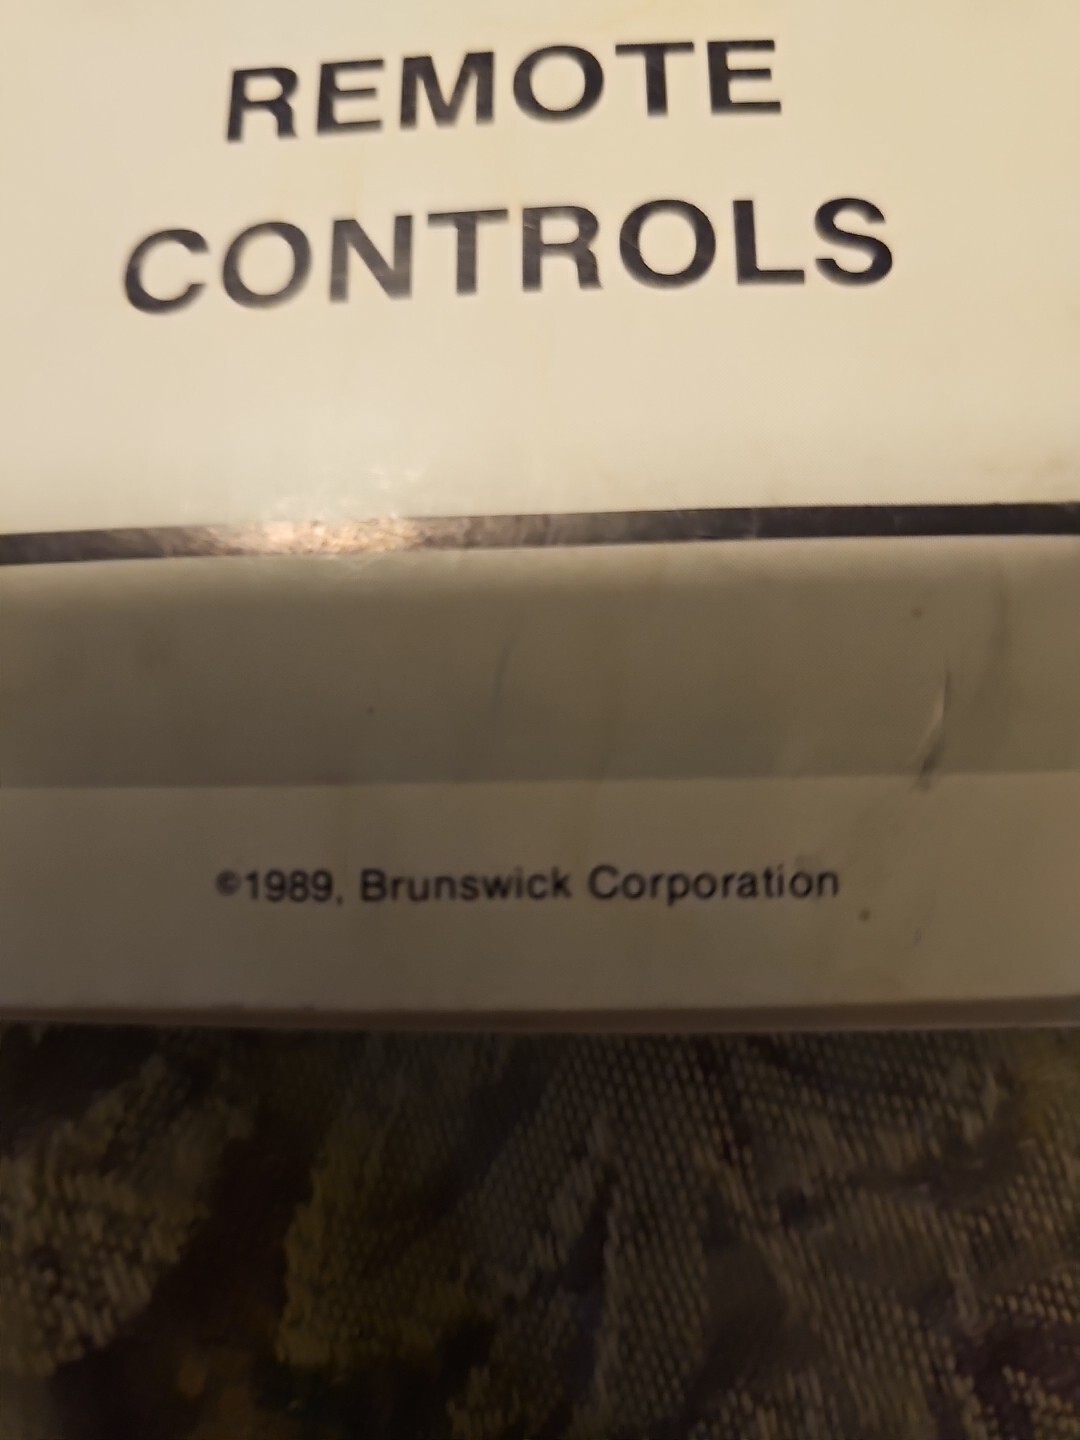 REMOTE
CONTROLS
©1989, Brunswick Corporation